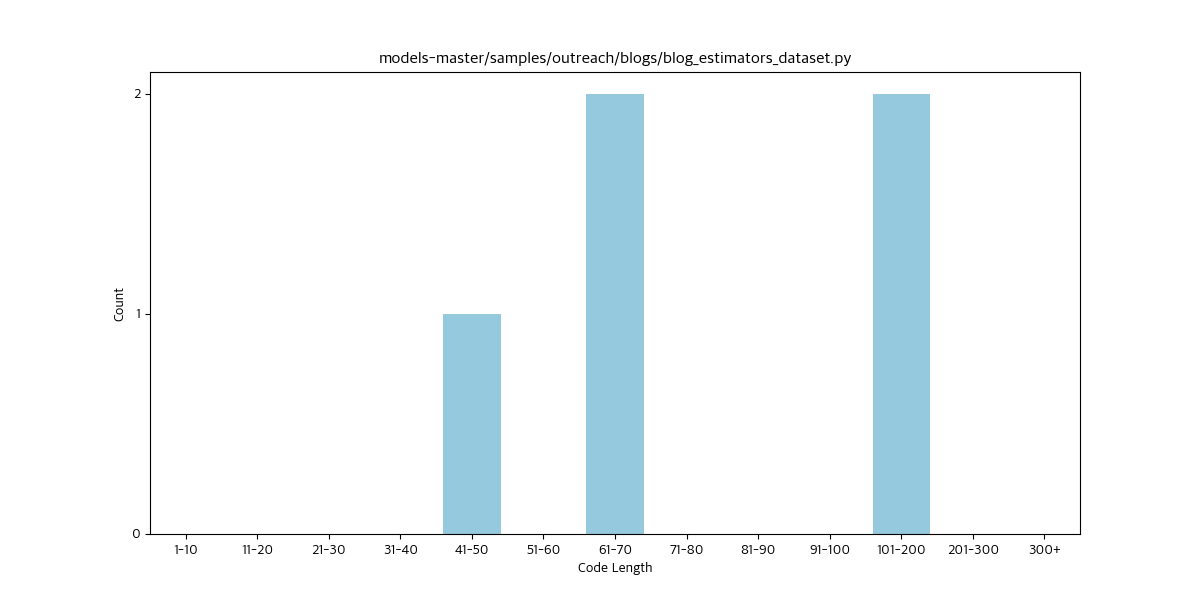 models-master/samples/outreach/blogs/blog_estimators_dataset.py
2
1
0
Count
1-10 11-20 21-30 31-40 41-50 51-60 61-70 71-80 81-90 91-100 101-200 201-300 300+
Code Length